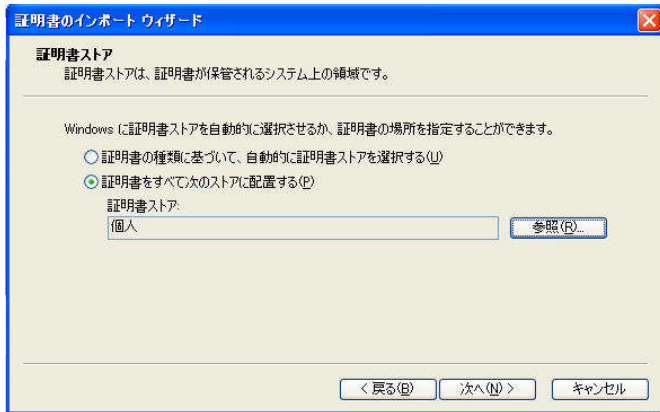 証明書のインポート ウィザード
証明書ストア
証明書ストアは、証明書が保管されるシステム上の領域です。
Windows に証明書ストアを自動的に選択させるか、証明書の場所を指定することができます。
証明書の種類に基づいて、自動的に証明書ストアを選択する(U)
証明書をすべて次のストアに配置する(P)
証明書ストア:
個人
参照(R)...
< 戻る(B)
次へ(N) >
キャンセル